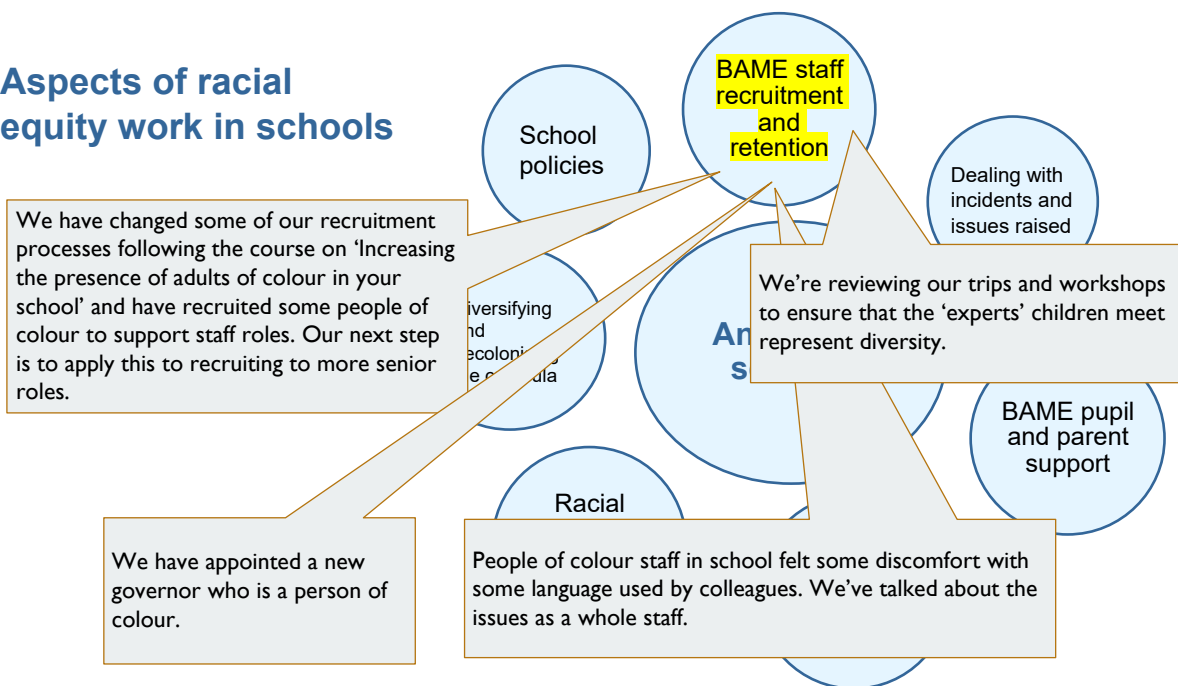 Aspects of racial
equity work in schools
School
policies
BAME staff
recruitment
and
retention
Dealing with
incidents and
issues raised
We have changed some of our recruitment
processes following the course on ‘Increasing
the presence of adults of colour in your
school’ and have recruited some people of
colour to support staff roles. Our next step
is to apply this to recruiting to more senior
roles.
We’re reviewing our trips and workshops
to ensure that the ‘experts’ children meet
represent diversity.
BAME pupil
and parent
support
Racial
We have appointed a new
governor who is a person of
colour.
People of colour staff in school felt some discomfort with
some language used by colleagues. We’ve talked about the
issues as a whole staff.